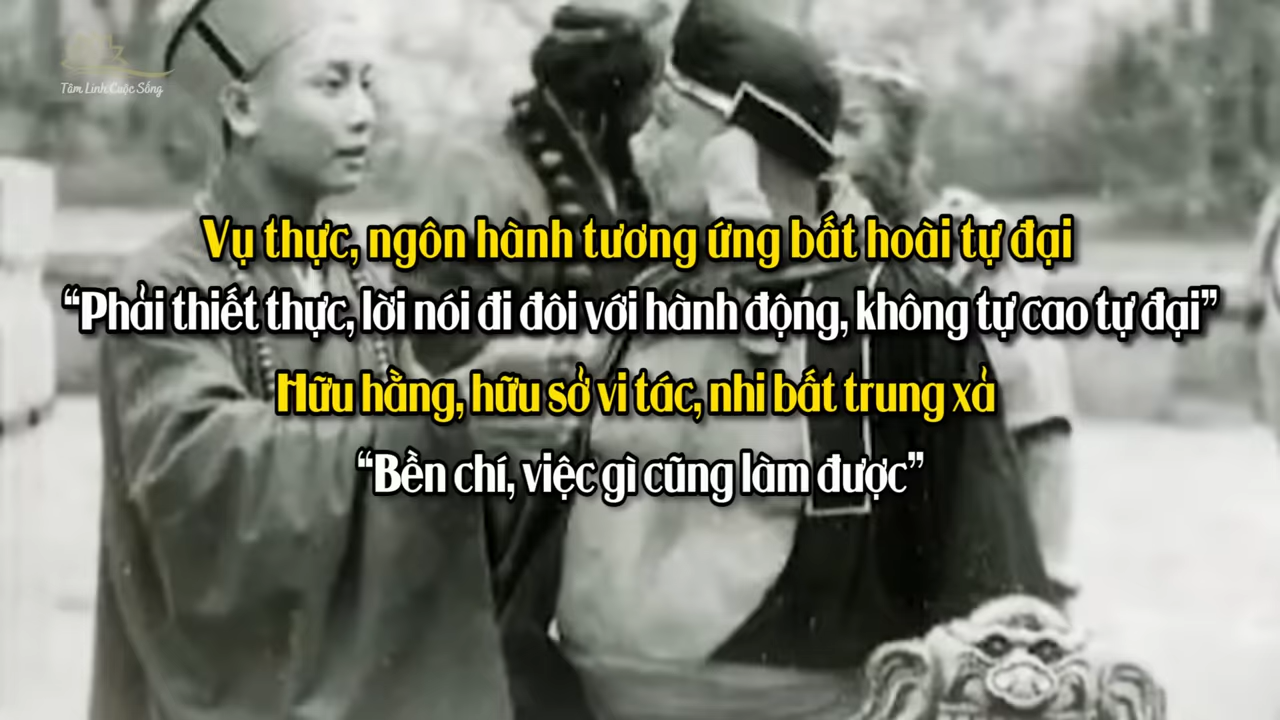 Tâm Linh Cuộc Sống
Vụ thực, ngôn hành tương ứng bất hoài tự đại
“Phải thiết thực, lời nói đi đôi với hành động, không tự cao tự đại”
Hữu hằng, hữu sở vi tác, nhi bất trung xả
“Bền chí, việc gì cũng làm được”